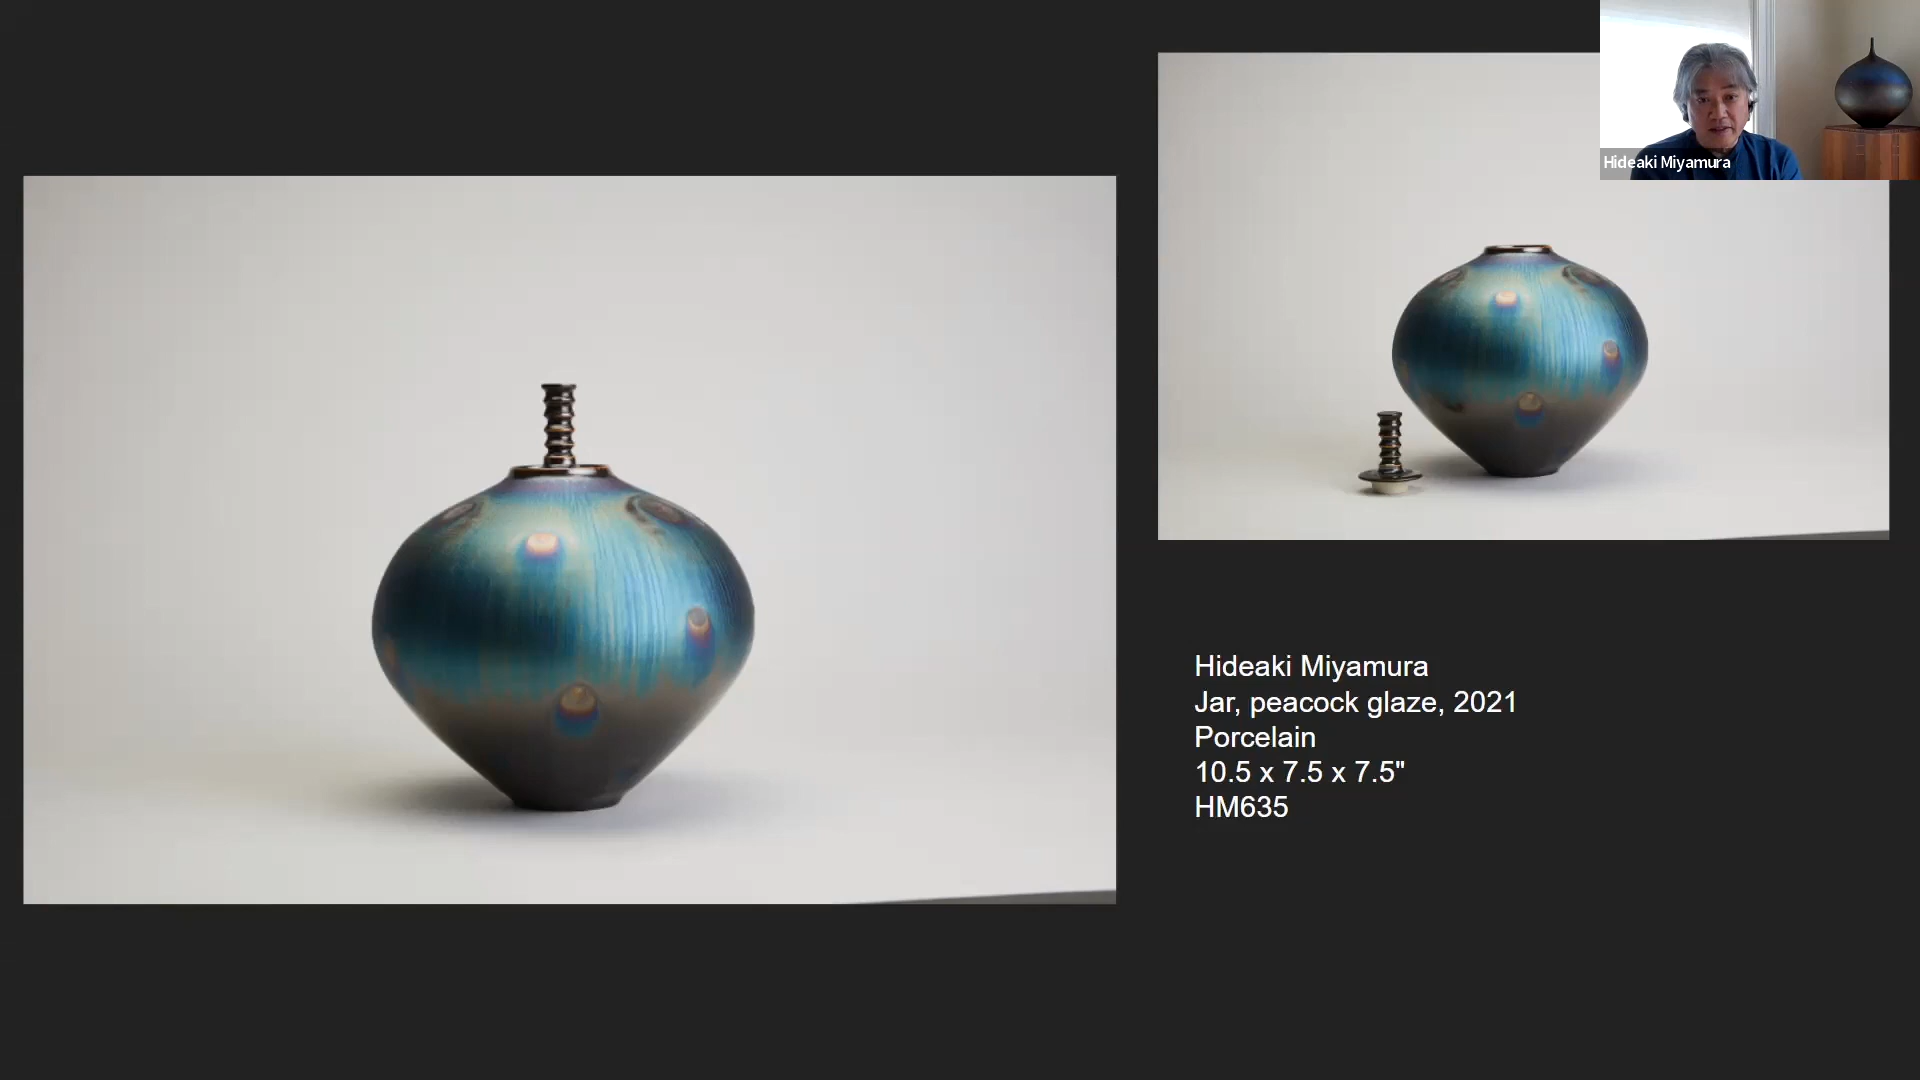 Hideaki Miyamura
Hideaki Miyamura
Jar, peacock glaze, 2021
Porcelain
10.5 x 7.5 x 7.5"
HM635